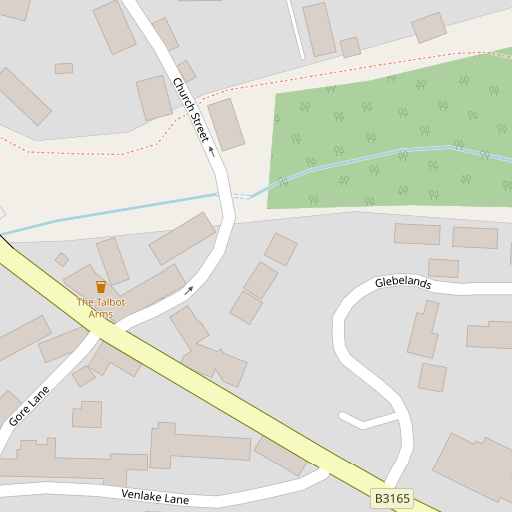 Church Street
Glebelands
The Talbot
Arms
Gore Lane
Venlake Lane
B3165